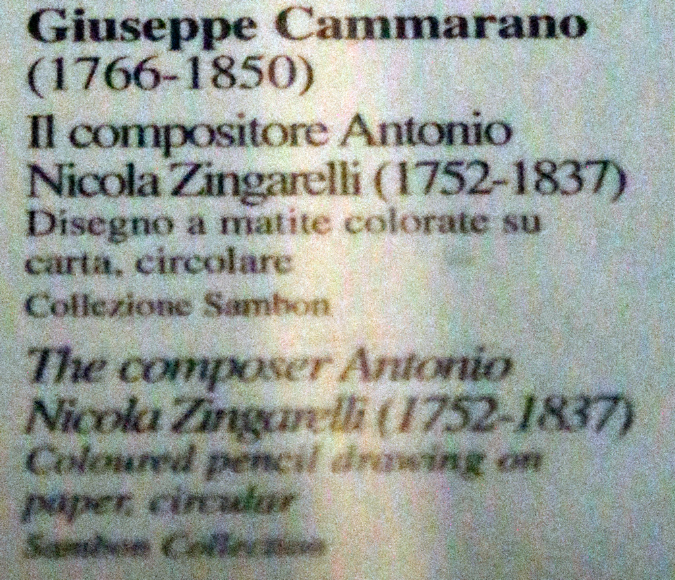 Giuseppe Cammarano
(1766-1850)
Il compositore Antonio
Nicola Zingarelli (1752-1837)
Disegno a matite colorate su
carta, circolare
Collezione Sambon
The composer Antonio
Nicola Zingarelli (1752-1837)
Coloured pencil drawing on
paper, circular
Sambon Collection